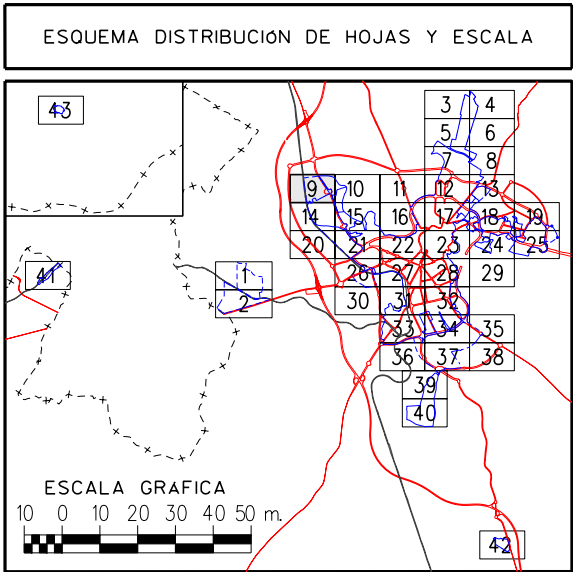 ESQUEMA DISTRIBUCIÓN DE HOJAS Y ESCALA
43
3 4
5 6
7 8
9 10 11 12 13
14 15 16 17 18 19
20 21 22 23 24 25
41 1 26 27 28 29
2 30 31 32
33 34 35
36 37 38
39
40
ESCALA GRÁFICA
10 0 10 20 30 40 50 m.
42